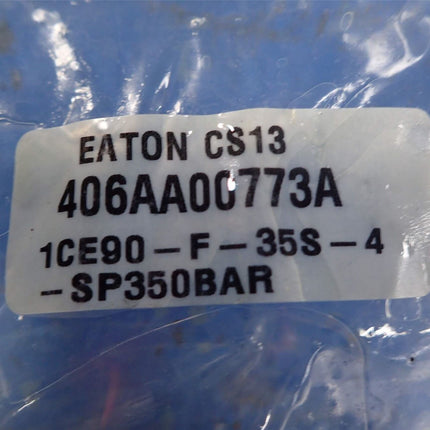 EATON CS13
406AA00773A
1CE90-F-35S-4
-SP350BAR